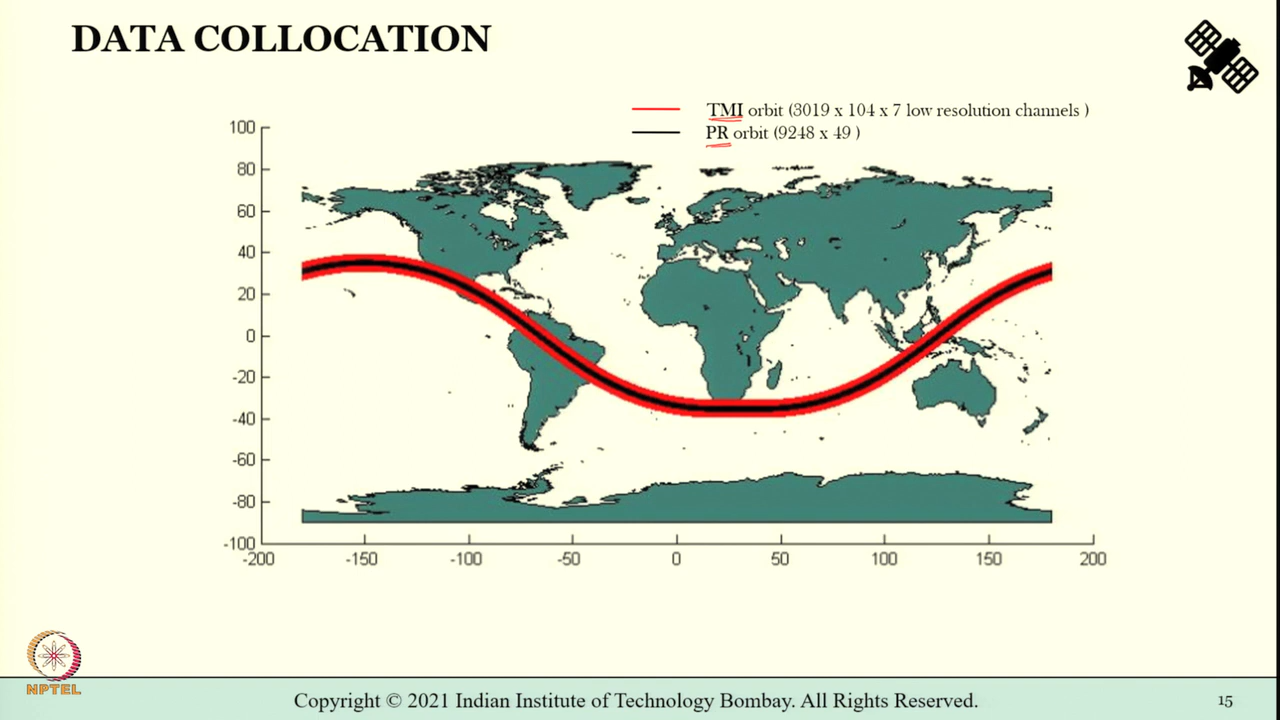 DATA COLLOCATION
TMI orbit (3019 x 104 x 7 low resolution channels )
PR orbit (9248 x 49 )
100
80
60
40
20
0
-20
-40
-60
-80
-100
-200 -150 -100 -50 0 50 100 150 200
NPTEL
Copyright © 2021 Indian Institute of Technology Bombay. All Rights Reserved.
15